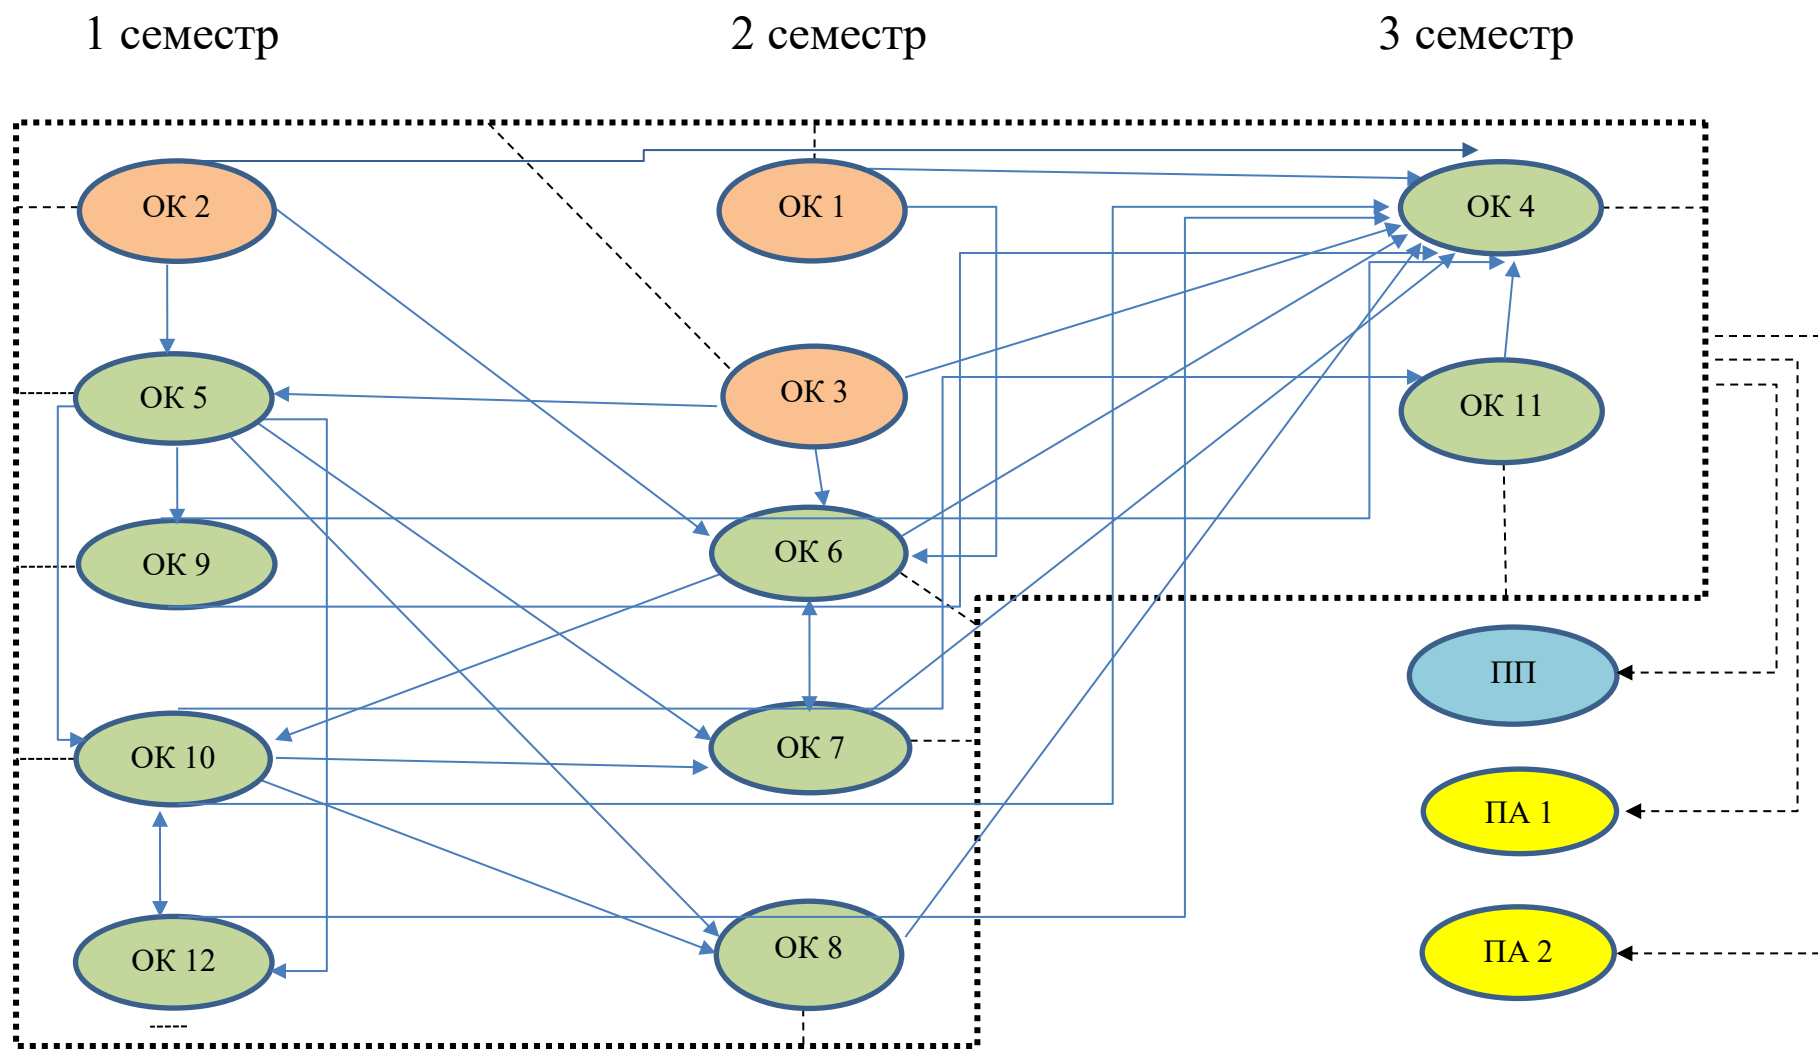 1 семестр
2 семестр
3 семестр
ОК 2
ОК 1
ОК 4
ОК 5
ОК 3
ОК 11
ОК 9
ОК 6
ПП
ОК 10
ОК 7
ПА 1
ОК 12
ОК 8
ПА 2